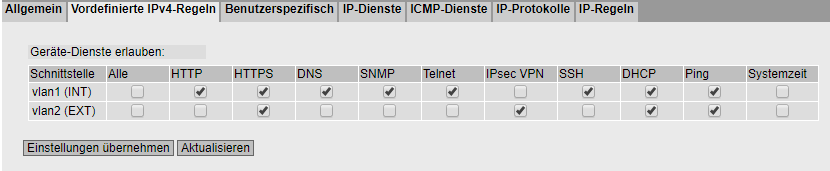 Allgemein Vordefinierte IPv4-Regeln Benutzerspezifisch IP-Dienste ICMP-Dienste IP-Protokolle IP-Regeln
Geräte-Dienste erlauben:
Schnittstelle Alle HTTP HTTPS DNS SNMP Telnet IPsec VPN SSH DHCP Ping Systemzeit
vlan1 (INT)
vlan2 (EXT)
Einstellungen übernehmen Aktualisieren